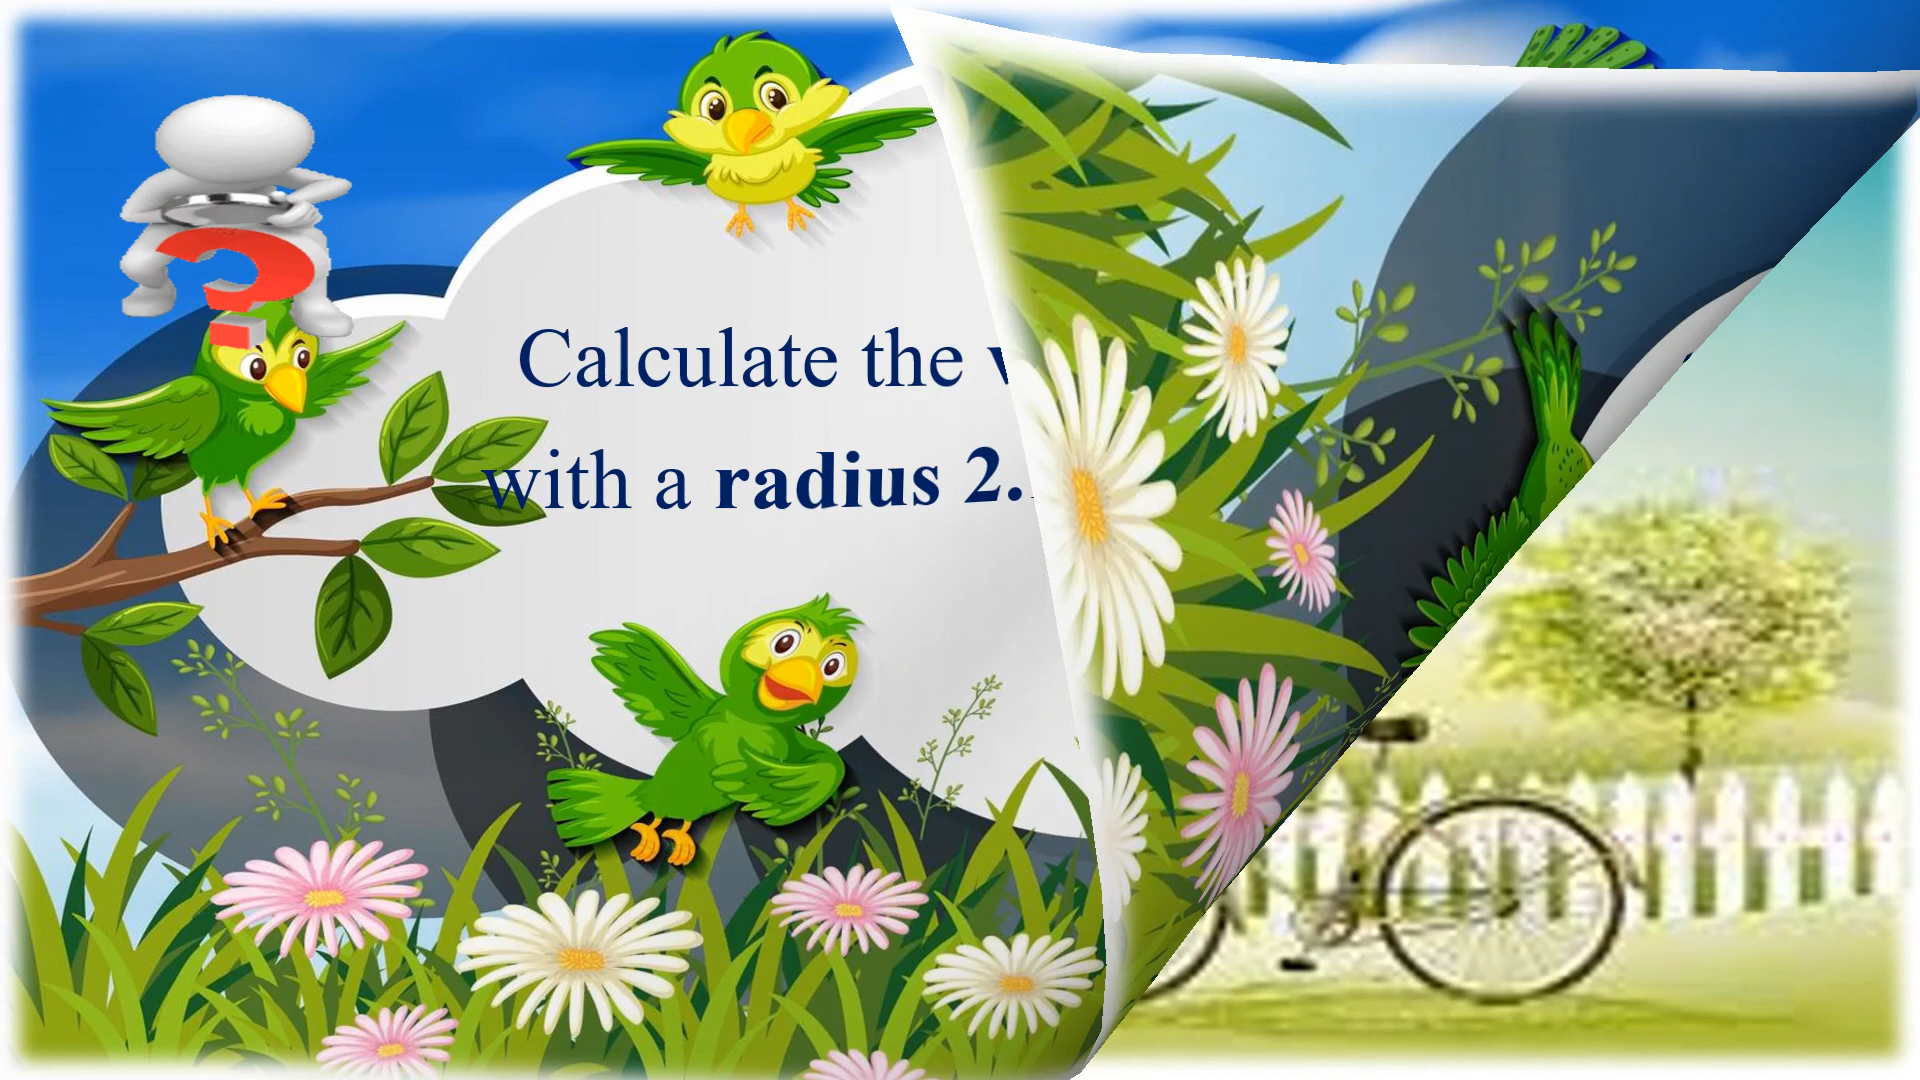 Calculate the
with a radius 2.